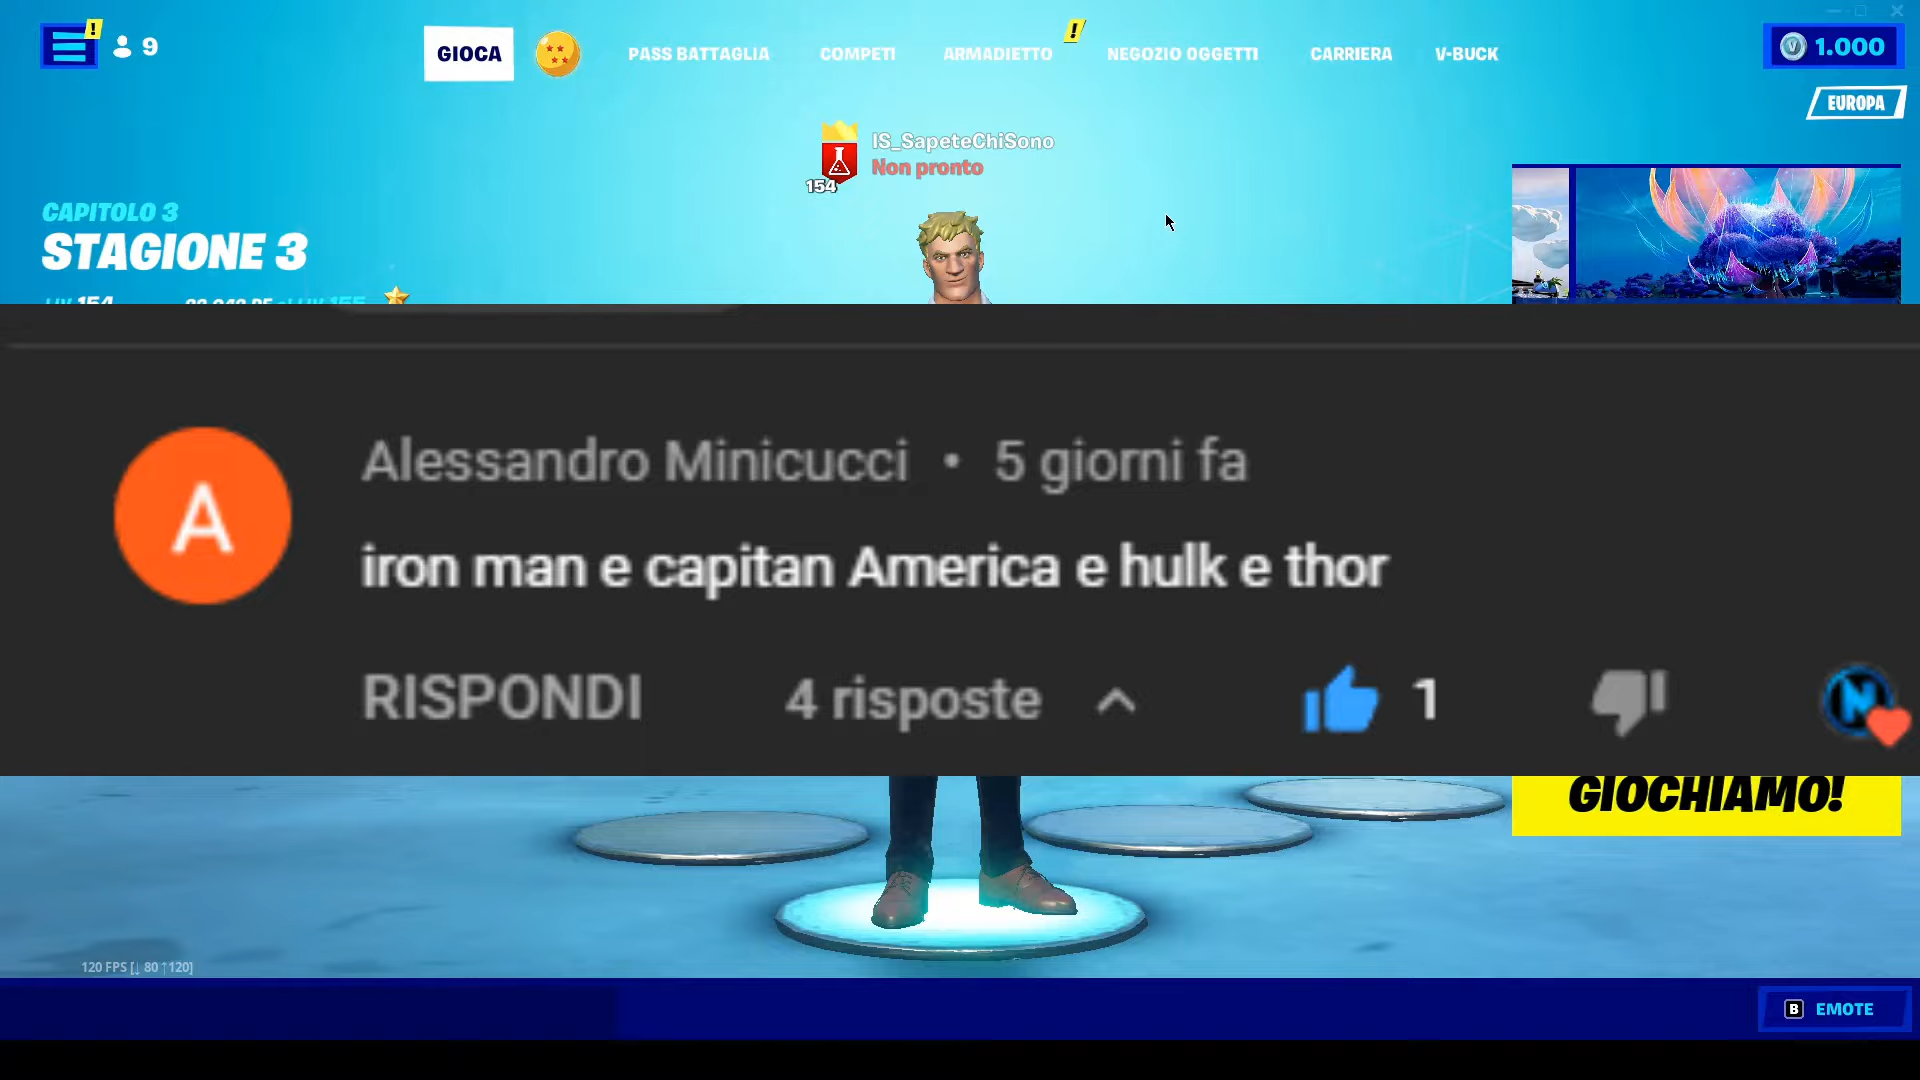 !
9
GIOCA
PASS BATTAGLIA
COMPETI
ARMADIETTO
!
NEGOZIO OGGETTI
CARRIERA
V-BUCK
1.000
EUROPA
IS_SapeteChiSono
Non pronto
154
CAPITOLO 3
STAGIONE 3
LIV 154
Alessandro Minicucci • 5 giorni fa
iron man e capitan America e hulk e thor
RISPONDI
4 risposte
1
N
A
GIOCHIAMO!
120 FPS [↓ 80 ↑120]
B EMOTE